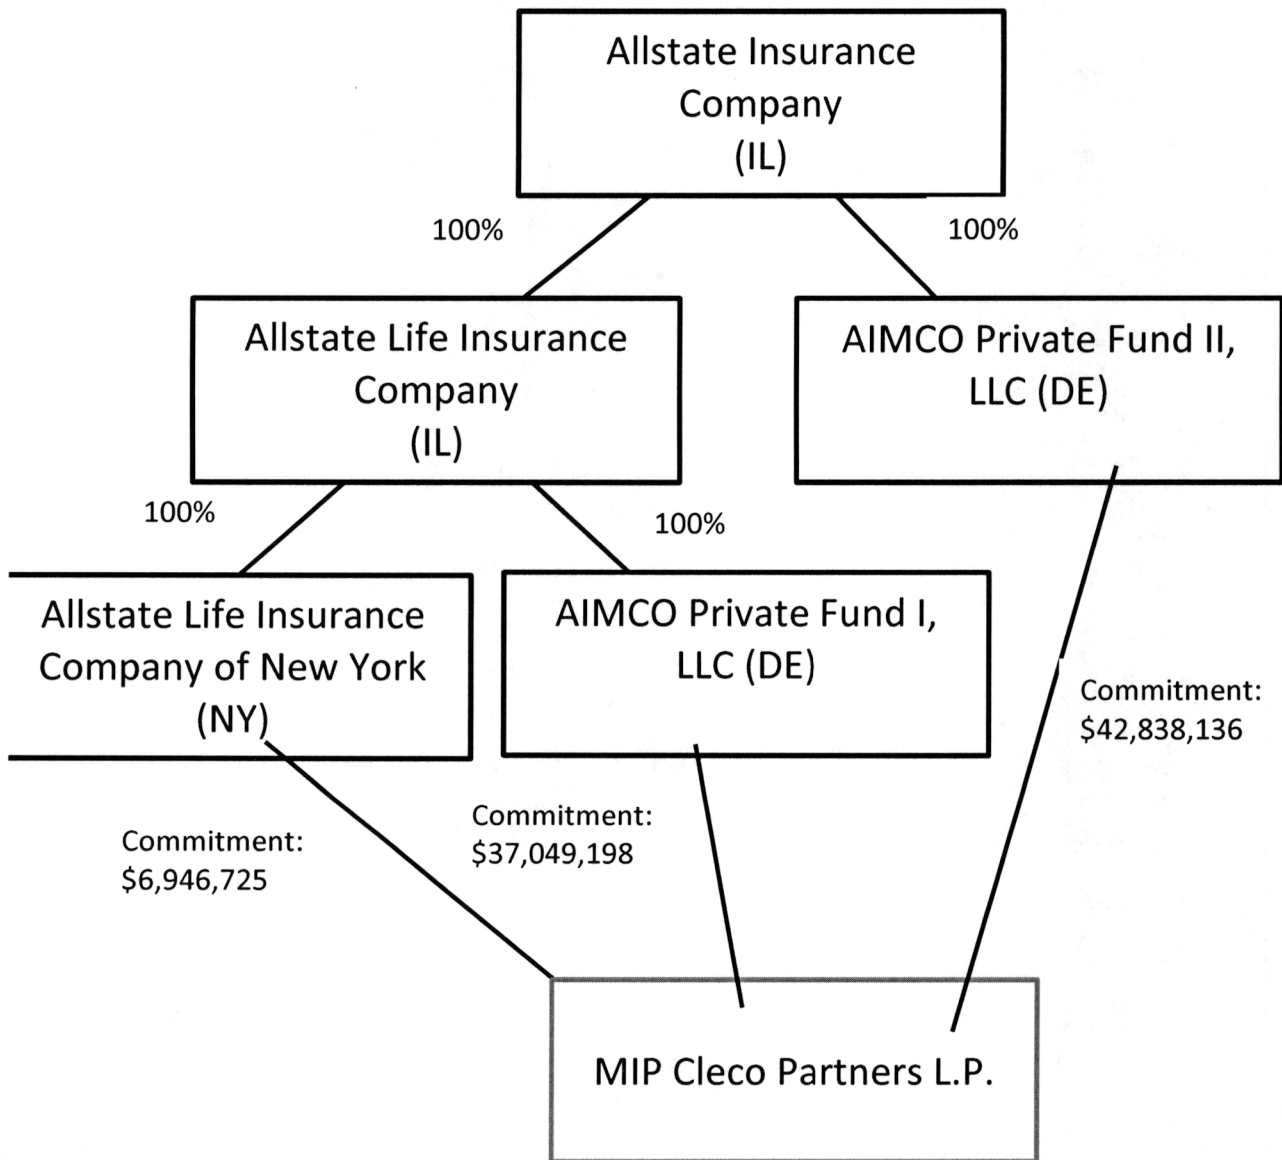 Allstate Insurance
Company
(IL)
100%
100%
Allstate Life Insurance
Company
(IL)
AIMCO Private Fund II,
LLC (DE)
100%
100%
Allstate Life Insurance
Company of New York
(NY)
AIMCO Private Fund I,
LLC (DE)
Commitment:
$42,838,136
Commitment:
$37,049,198
Commitment:
$6,946,725
MIP Cleco Partners L.P.